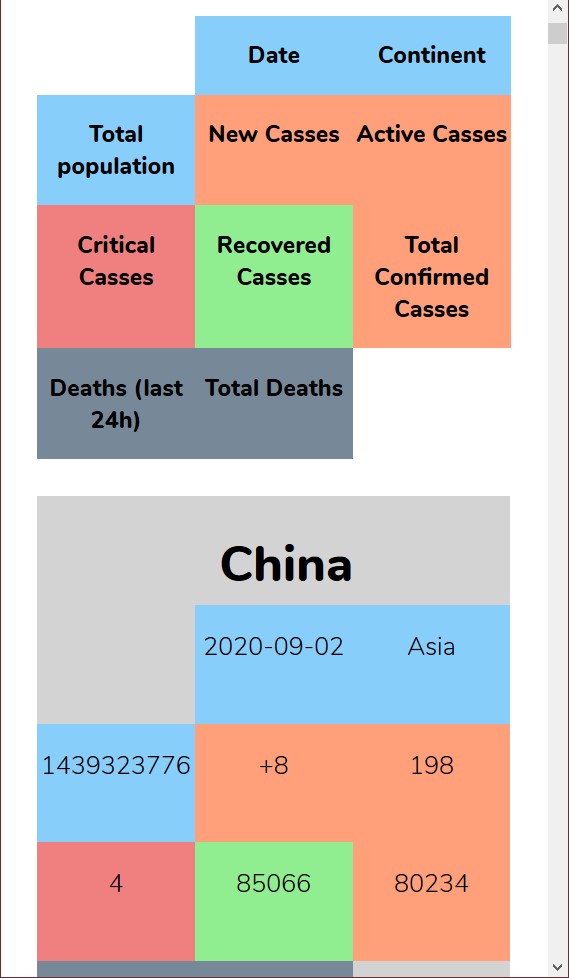 Date Continent
Total population New Casses Active Casses
Critical Casses Recovered Casses Total Confirmed Casses
Deaths (last 24h) Total Deaths
China
2020-09-02 Asia
1439323776 +8 198
4 85066 80234